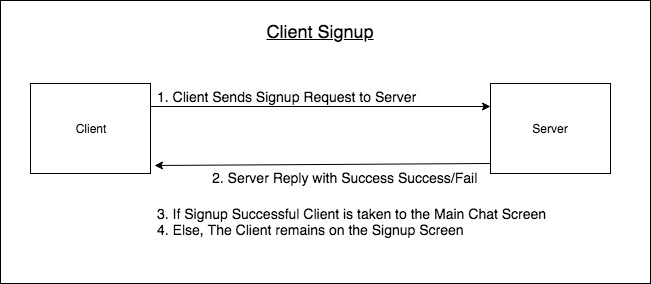 Client Signup
1. Client Sends Signup Request to Server
Client
Server
2. Server Reply with Success Success/Fail
3. If Signup Successful Client is taken to the Main Chat Screen
4. Else, The Client remains on the Signup Screen